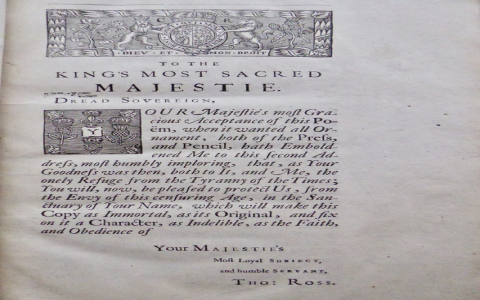 C R
DIEV ET MON DROIT
TO THE
KING'S MOST SACRED
MAJESTIE.
DREAD SOVEREIGN,
YOUR Majestie's most Gra-
cious Acceptance of this Po-
ëm, when it wanted all Or-
nament, both of the Press,
and Pencil, hath Embold-
ened Me to this second Ad-
dress, most humbly imploring, that, as Your
Goodness was then, both to It, and Me, the
onely Refuge from the Tyranny of the Times;
You will, now, be pleased to protect Us, from
the Envy of this censuring Age, in the San-
ctuary of Your Name, which will make this
Copy as Immortal, as its Original, and fix
on it a Character, as Indelible, as the Faith,
and Obedience of
Your MAJESTIE'S
Most Loyal SUBJECT,
and humble SERVANT,
THO: ROSS.